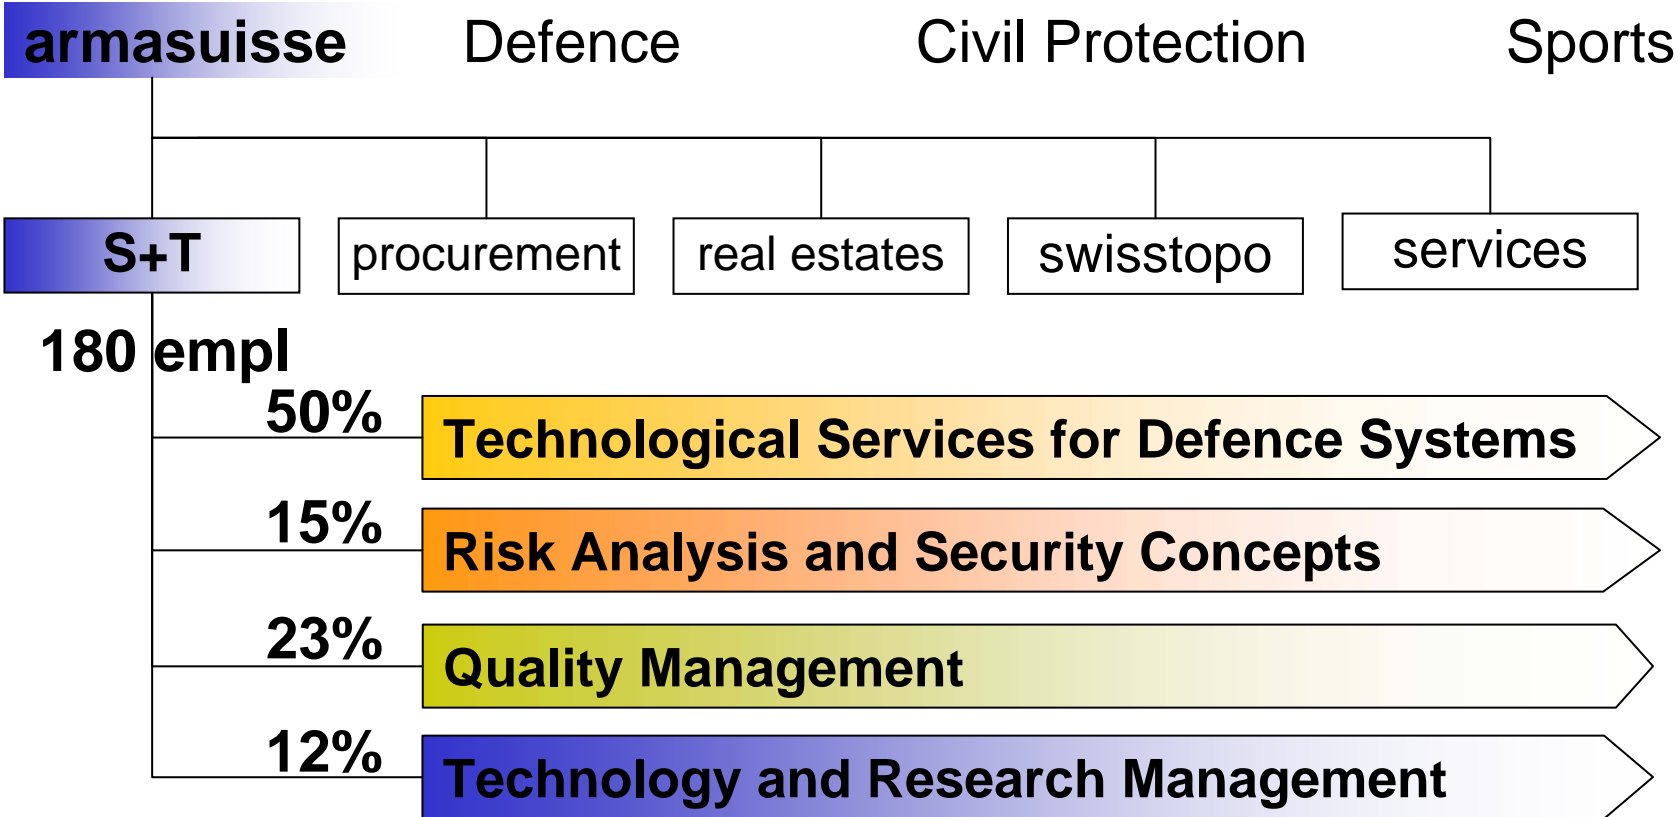 armasuisse Defence Civil Protection Sports
S+T procurement real estates swisstopo services
180 empl
50% Technological Services for Defence Systems
15% Risk Analysis and Security Concepts
23% Quality Management
12% Technology and Research Management